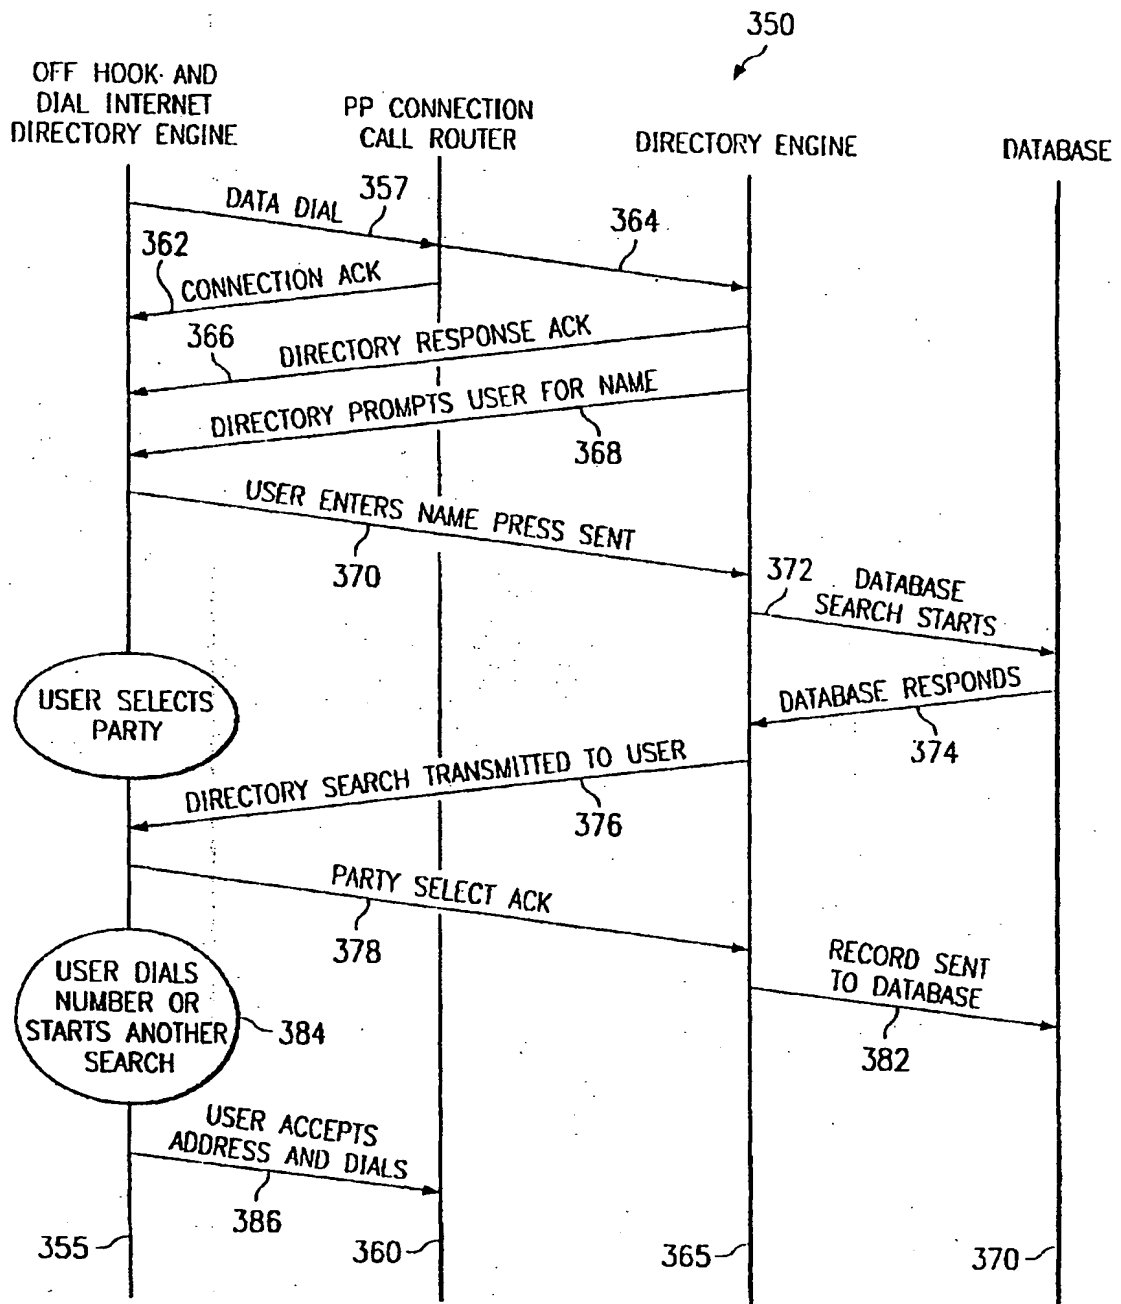 350
OFF HOOK AND
DIAL INTERNET
DIRECTORY ENGINE
PP CONNECTION
CALL ROUTER
DIRECTORY ENGINE
DATABASE
DATA DIAL
357
364
362
CONNECTION ACK
366
DIRECTORY RESPONSE ACK
DIRECTORY PROMPTS USER FOR NAME
368
USER ENTERS NAME PRESS SENT
370
372
DATABASE
SEARCH STARTS
USER SELECTS
PARTY
DATABASE RESPONDS
374
DIRECTORY SEARCH TRANSMITTED TO USER
376
PARTY SELECT ACK
378
RECORD SENT
TO DATABASE
382
USER DIALS
NUMBER OR
STARTS ANOTHER
SEARCH
384
USER ACCEPTS
ADDRESS AND DIALS
386
355
360
365
370